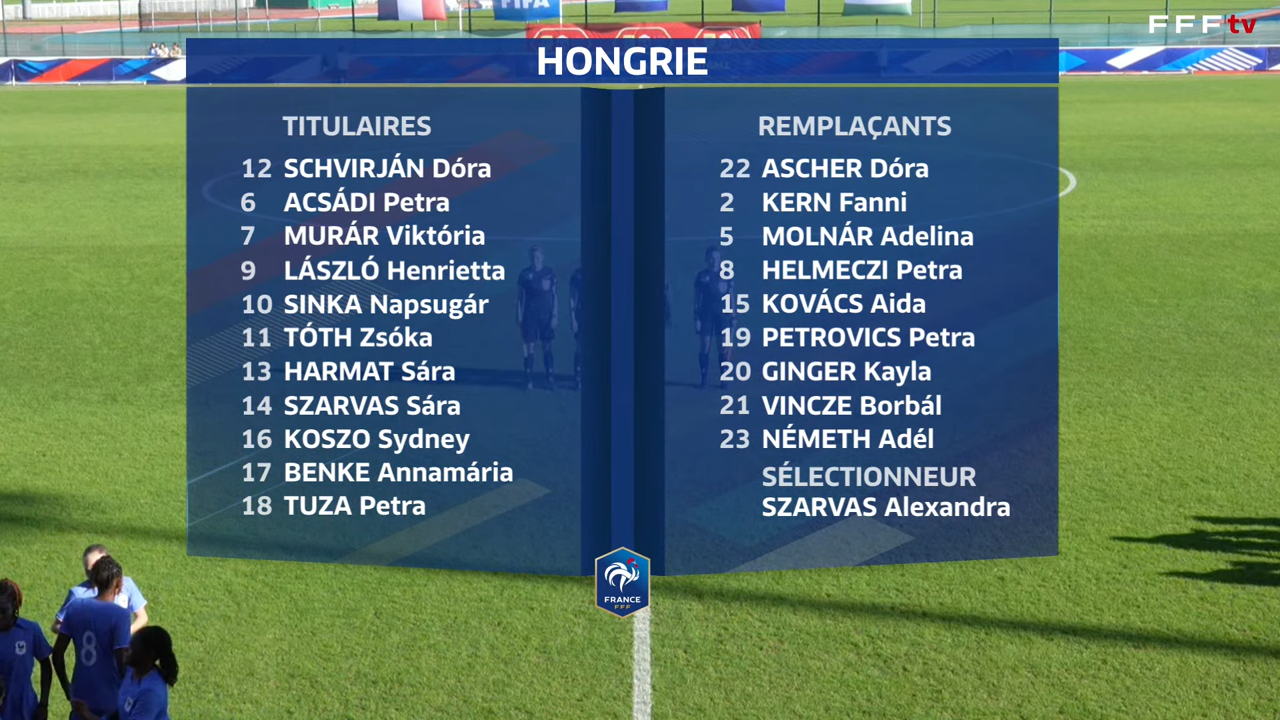 FFFtv
FIFA
HONGRIE
TITULAIRES
12 SCHVIRJÁN Dóra
6 ACSÁDI Petra
7 MURÁR Viktória
9 LÁSZLÓ Henrietta
10 SINKA Napsugár
11 TÓTH Zsóka
13 HARMAT Sára
14 SZARVAS Sára
16 KOSZO Sydney
17 BENKE Annamária
18 TUZA Petra
REMPLAÇANTS
22 ASCHER Dóra
2 KERN Fanni
5 MOLNÁR Adelina
8 HELMECZI Petra
15 KOVÁCS Aida
19 PETROVICS Petra
20 GINGER Kayla
21 VINCZE Borbál
23 NÉMETH Adél
SÉLECTIONNEUR
SZARVAS Alexandra
FRANCE
FFF
8